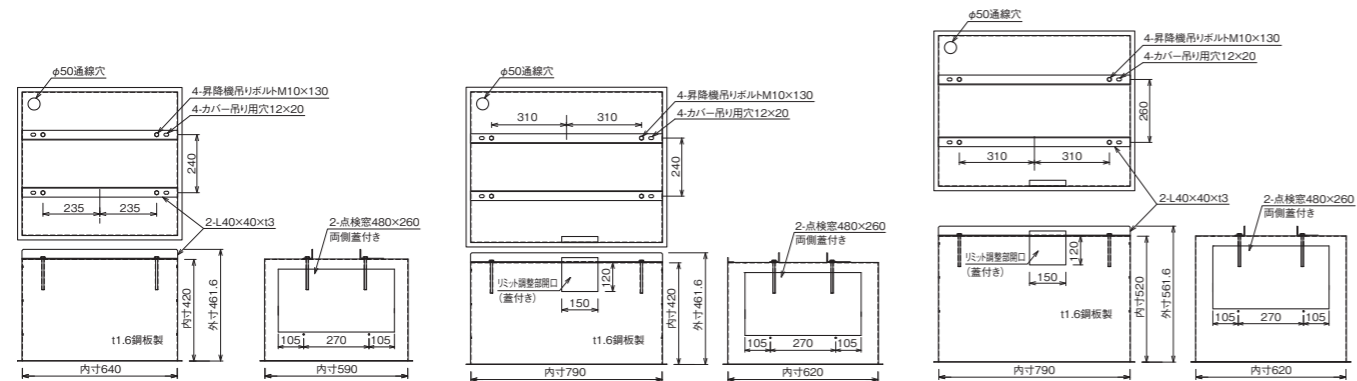 φ50通線穴
4-昇降機吊りボルトM10×130
4-カバー吊り用穴12×20
240
235
235
2-L40×40×t3
2-点検窓480×260
両側蓋付き
内寸420
外寸461.6
t1.6鋼板製
105
270
105
内寸640
内寸590
φ50通線穴
4-昇降機吊りボルトM10×130
4-カバー吊り用穴12×20
310
310
240
2-点検窓480×260
両側蓋付き
リミット調整部開口
(蓋付き)
120
150
内寸420
外寸461.6
t1.6鋼板製
105
270
105
内寸790
内寸620
φ50通線穴
4-昇降機吊りボルトM10×130
4-カバー吊り用穴12×20
260
310
310
2-L40×40×t3
2-点検窓480×260
両側蓋付き
リミット調整部開口
(蓋付き)
120
150
内寸520
外寸561.6
t1.6鋼板製
105
270
105
内寸790
内寸620